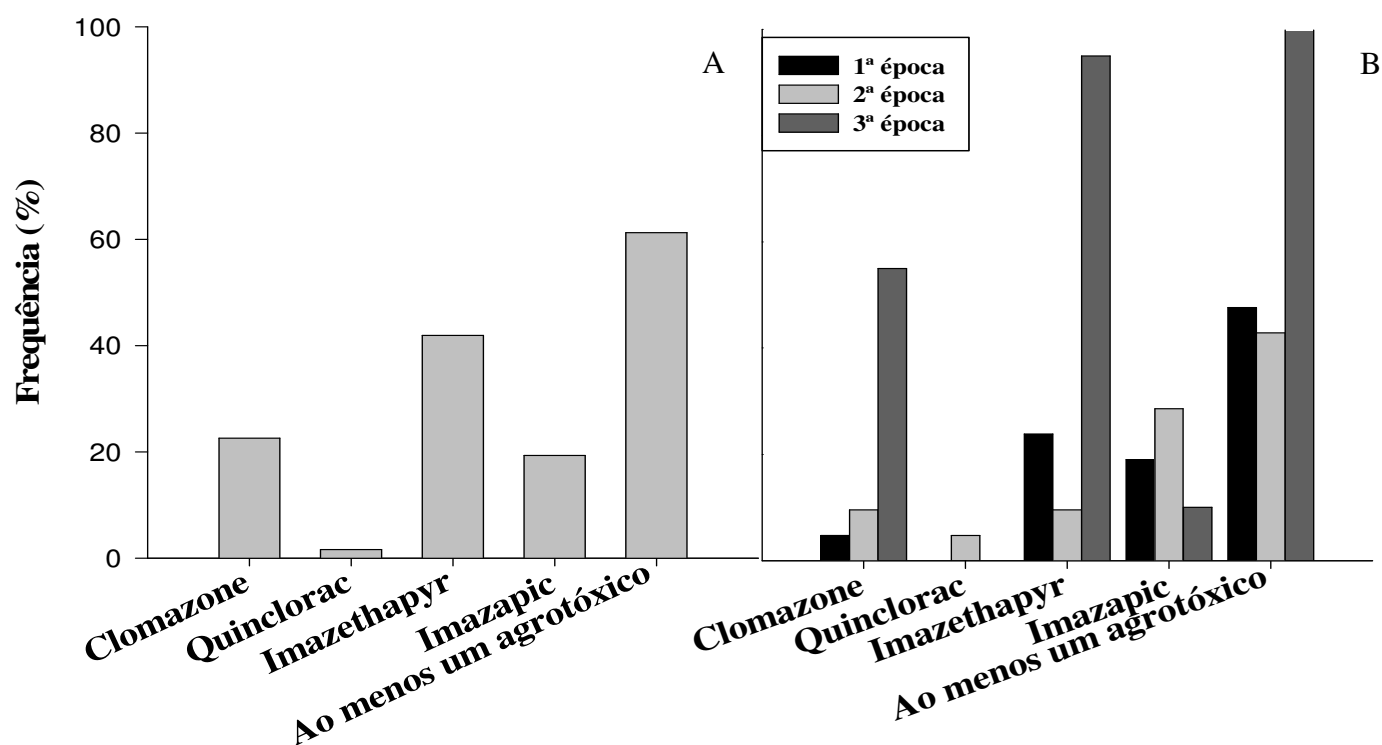 Frequência (%)
100
80
60
40
20
0
A
Clomazone
Quinclorac
Imazethapyr
Imazapic
Ao menos um agrotóxico
1ª época
2ª época
3ª época
B
Clomazone
Quinclorac
Imazethapyr
Imazapic
Ao menos um agrotóxico